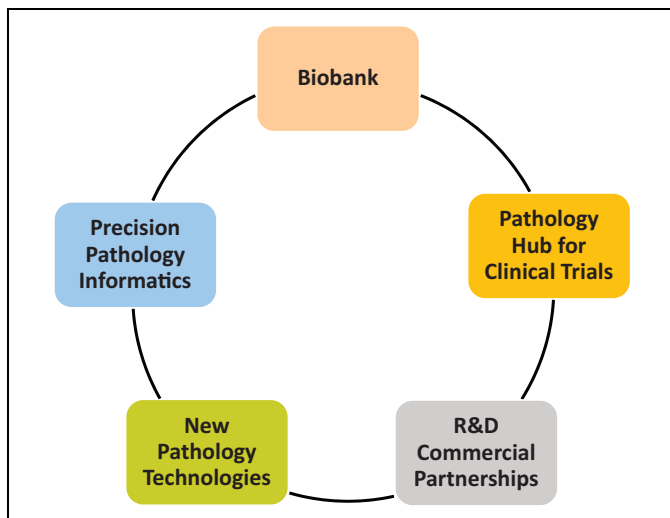 Biobank
Pathology
Hub for
Clinical Trials
R&D
Commercial
Partnerships
New
Pathology
Technologies
Precision
Pathology
Informatics